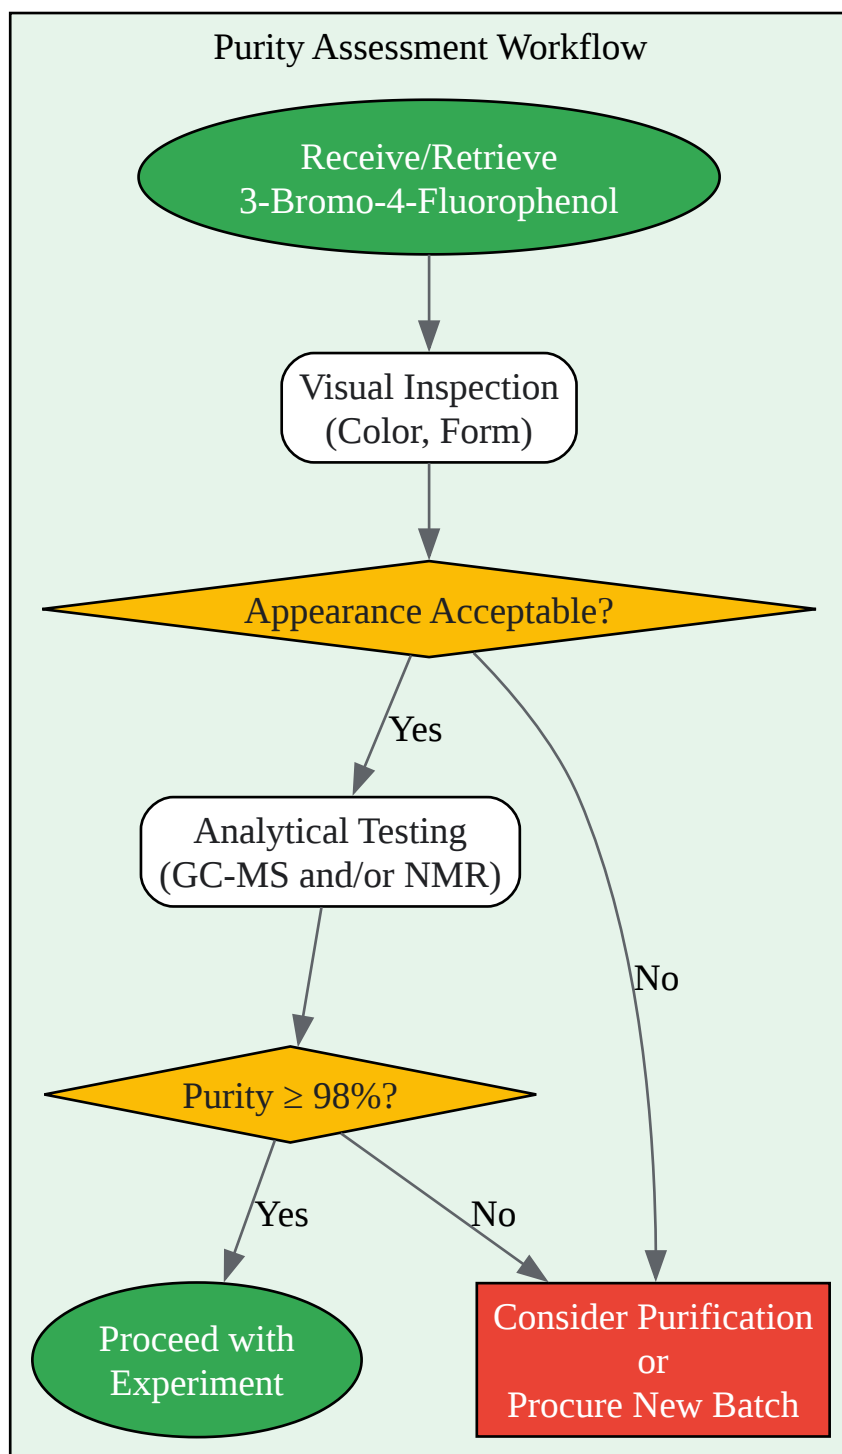 Purity Assessment Workflow
Receive/Retrieve
3-Bromo-4-Fluorophenol
Visual Inspection
(Color, Form)
Appearance Acceptable?
Yes
Analytical Testing
(GC-MS and/or NMR)
No
Purity ≥ 98%?
Yes
No
Proceed with
Experiment
Consider Purification
or
Procure New Batch